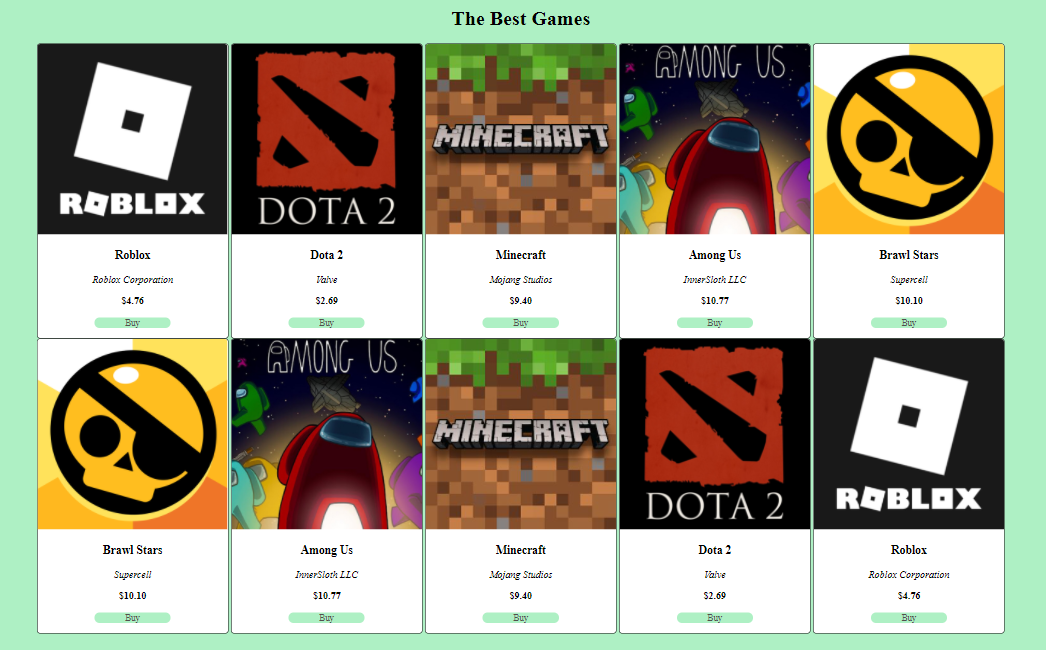 The Best Games
ROBLOX
DOTA 2
MINECRAFT
AMONG US
Roblox
Dota 2
Minecraft
Among Us
Brawl Stars
Roblox Corporation
Valve
Mojang Studios
InnerSloth LLC
Supercell
$4.76
$2.69
$9.40
$10.77
$10.10
Buy
Buy
Buy
Buy
Buy
AMONG US
MINECRAFT
DOTA 2
ROBLOX
Brawl Stars
Among Us
Minecraft
Dota 2
Roblox
Supercell
InnerSloth LLC
Mojang Studios
Valve
Roblox Corporation
$10.10
$10.77
$9.40
$2.69
$4.76
Buy
Buy
Buy
Buy
Buy